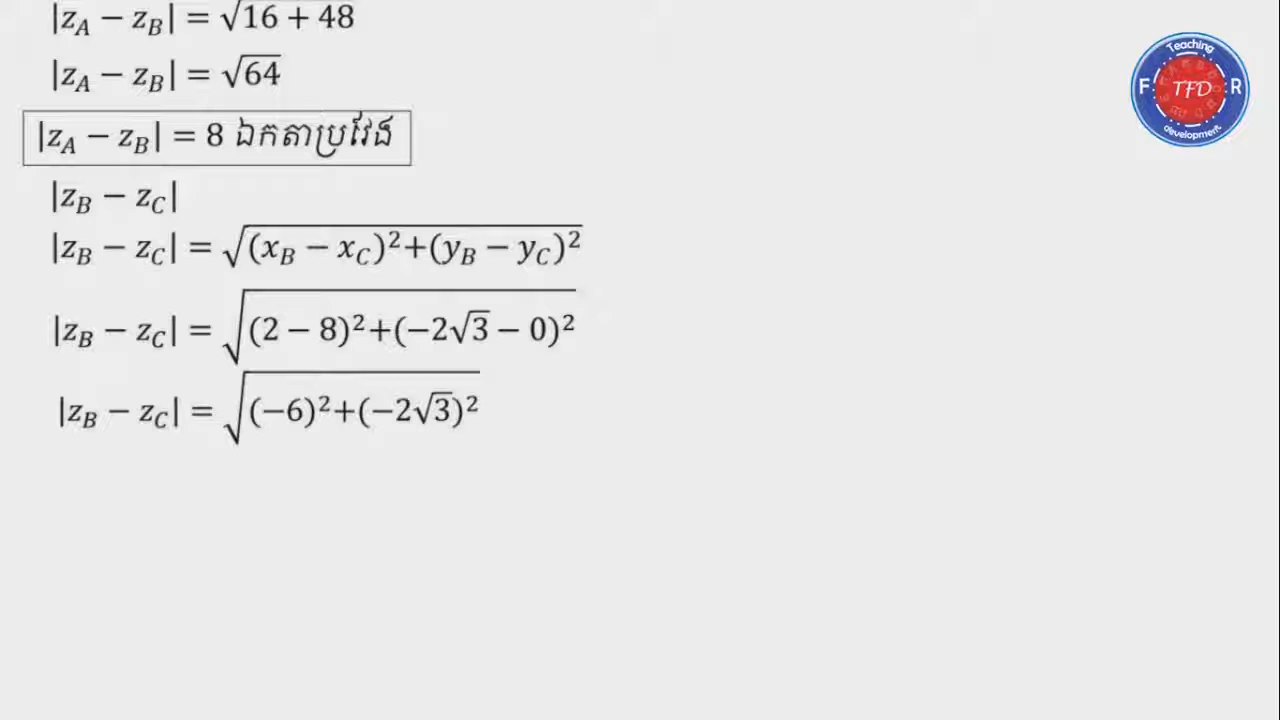 |z_A − z_B| = √16 + 48
|z_A − z_B| = √64
|z_A − z_B| = 8 ឯកតាប្រវែង
|z_B − z_C|
|z_B − z_C| = √(x_B − x_C)²+(y_B − y_C)²
|z_B − z_C| = √(2 − 8)²+(−2√3 − 0)²
|z_B − z_C| = √(−6)²+(−2√3)²
Teaching
F TFD R
development